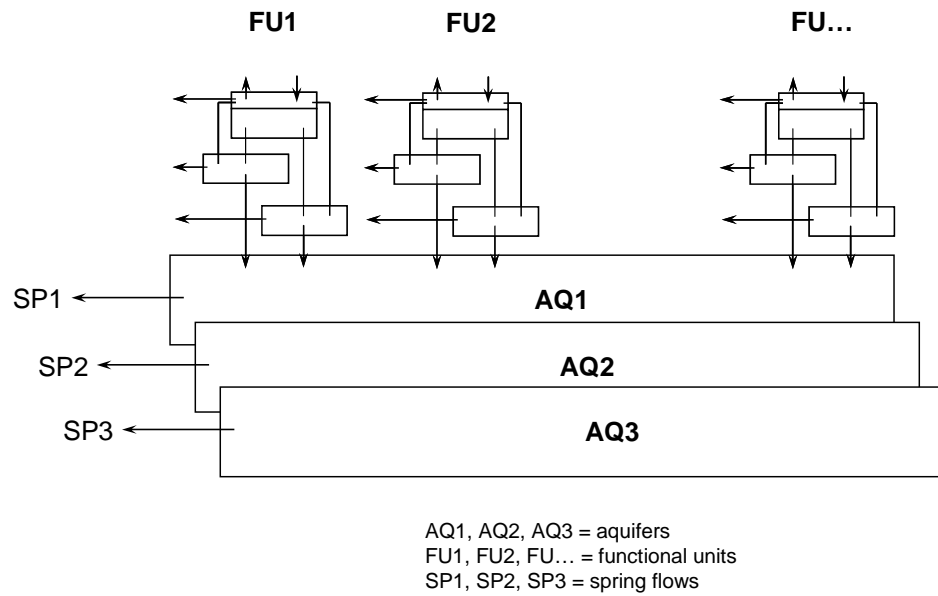 FU1 FU2 FU…
SP1 AQ1
SP2 AQ2
SP3 AQ3
AQ1, AQ2, AQ3 = aquifers
FU1, FU2, FU… = functional units
SP1, SP2, SP3 = spring flows